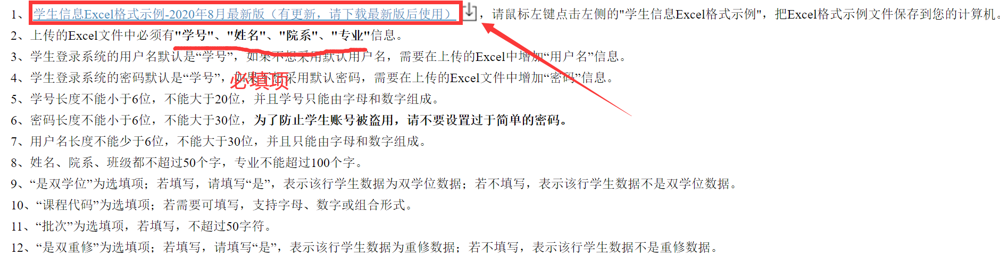 1、学生信息Excel格式示例-2020年8月最新版（有更新，请下载最新版后使用），请鼠标左键点击左侧的"学生信息Excel格式示例"，把Excel格式示例文件保存到您的计算机。
2、上传的Excel文件中必须有"学号"、"姓名"、"院系"、"专业"信息。
3、学生登录系统的用户名默认是“学号”，如果不想采用默认用户名，需要在上传的Excel中增加“用户名”信息。
4、学生登录系统的密码默认是“学号”，如果不想采用默认密码，需要在上传的Excel文件中增加“密码”信息。
必填项
5、学号长度不能小于6位，不能大于20位，并且学号只能由字母和数字组成。
6、密码长度不能小于6位，不能大于30位，为了防止学生账号被盗用，请不要设置过于简单的密码。
7、用户名长度不能少于6位，不能大于30位，并且只能由字母和数字组成。
8、姓名、院系、班级都不超过50个字，专业不能超过100个字。
9、“是双学位”为选填项；若填写，请填写“是”，表示该行学生数据为双学位数据；若不填写，表示该行学生数据不是双学位数据。
10、“课程代码”为选填项；若需要可填写，支持字母、数字或组合形式。
11、“批次”为选填项，若填写，不超过50字符。
12、“是双重修”为选填项；若填写，请填写“是”，表示该行学生数据为重修数据；若不填写，表示该行学生数据不是重修数据。